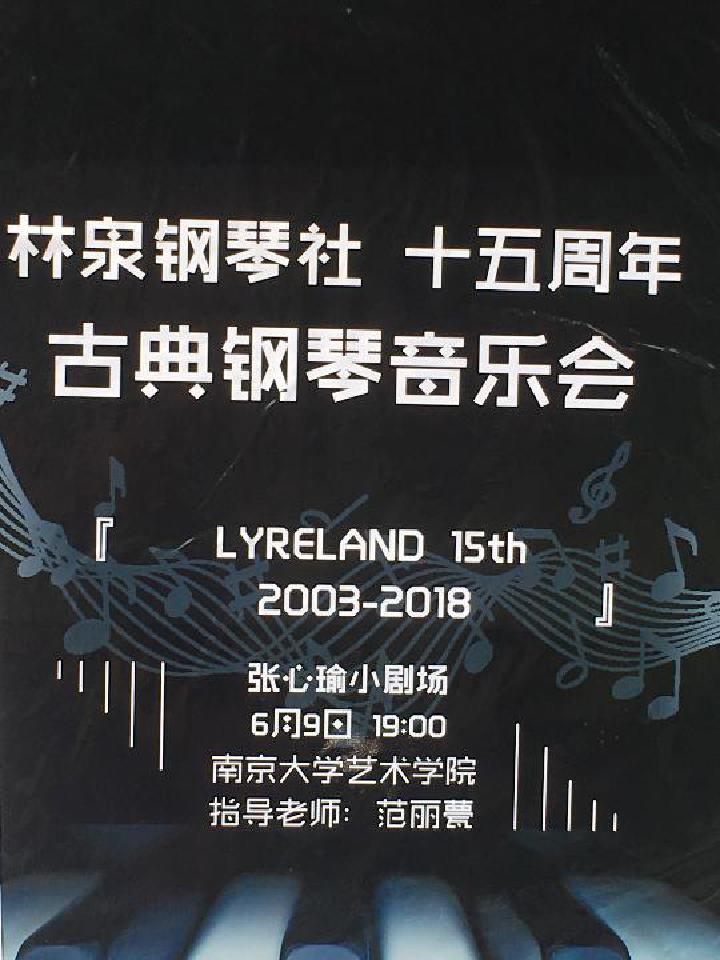 林泉钢琴社 十五周年
古典钢琴音乐会
『 LYRELAND 15th
2003-2018 』
张心瑜小剧场
6月9日 19:00
南京大学艺术学院
指导老师：范丽甍